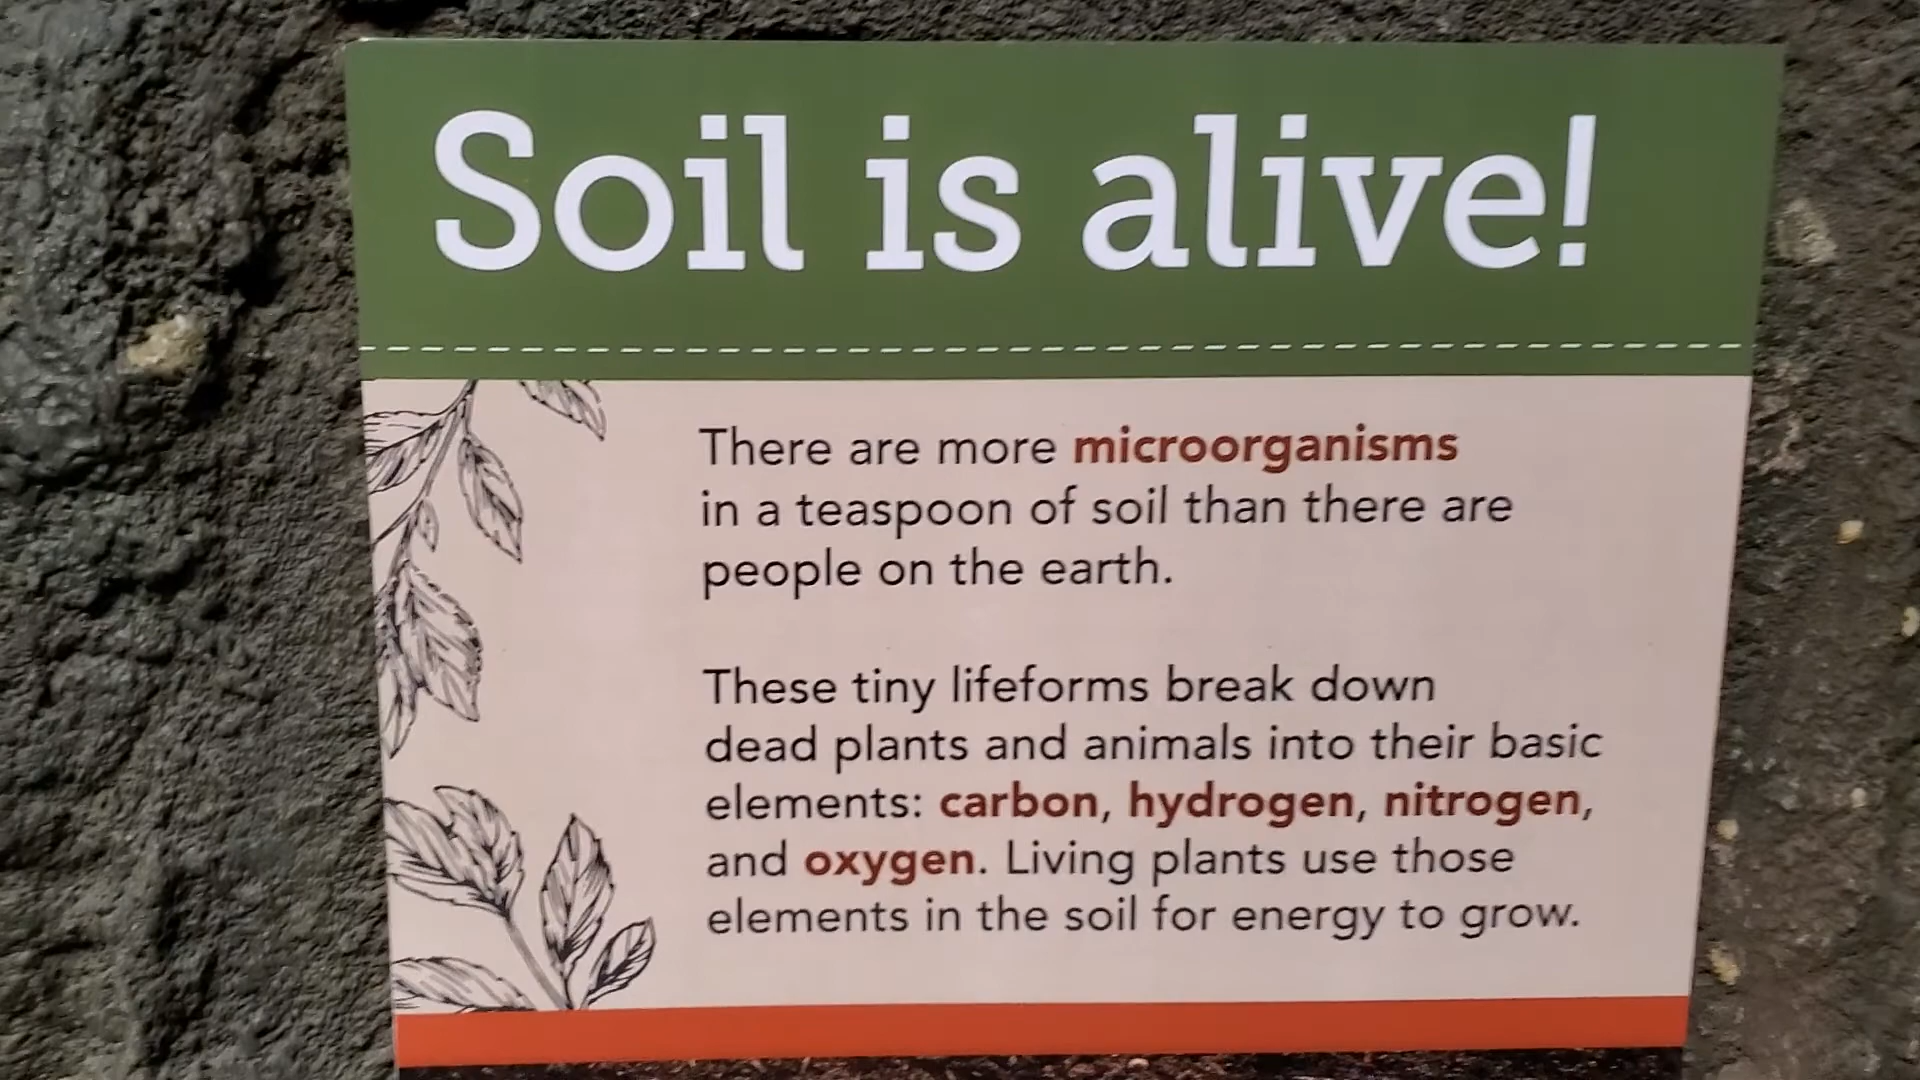 Soil is alive!
There are more microorganisms
in a teaspoon of soil than there are
people on the earth.
These tiny lifeforms break down
dead plants and animals into their basic
elements: carbon, hydrogen, nitrogen,
and oxygen. Living plants use those
elements in the soil for energy to grow.